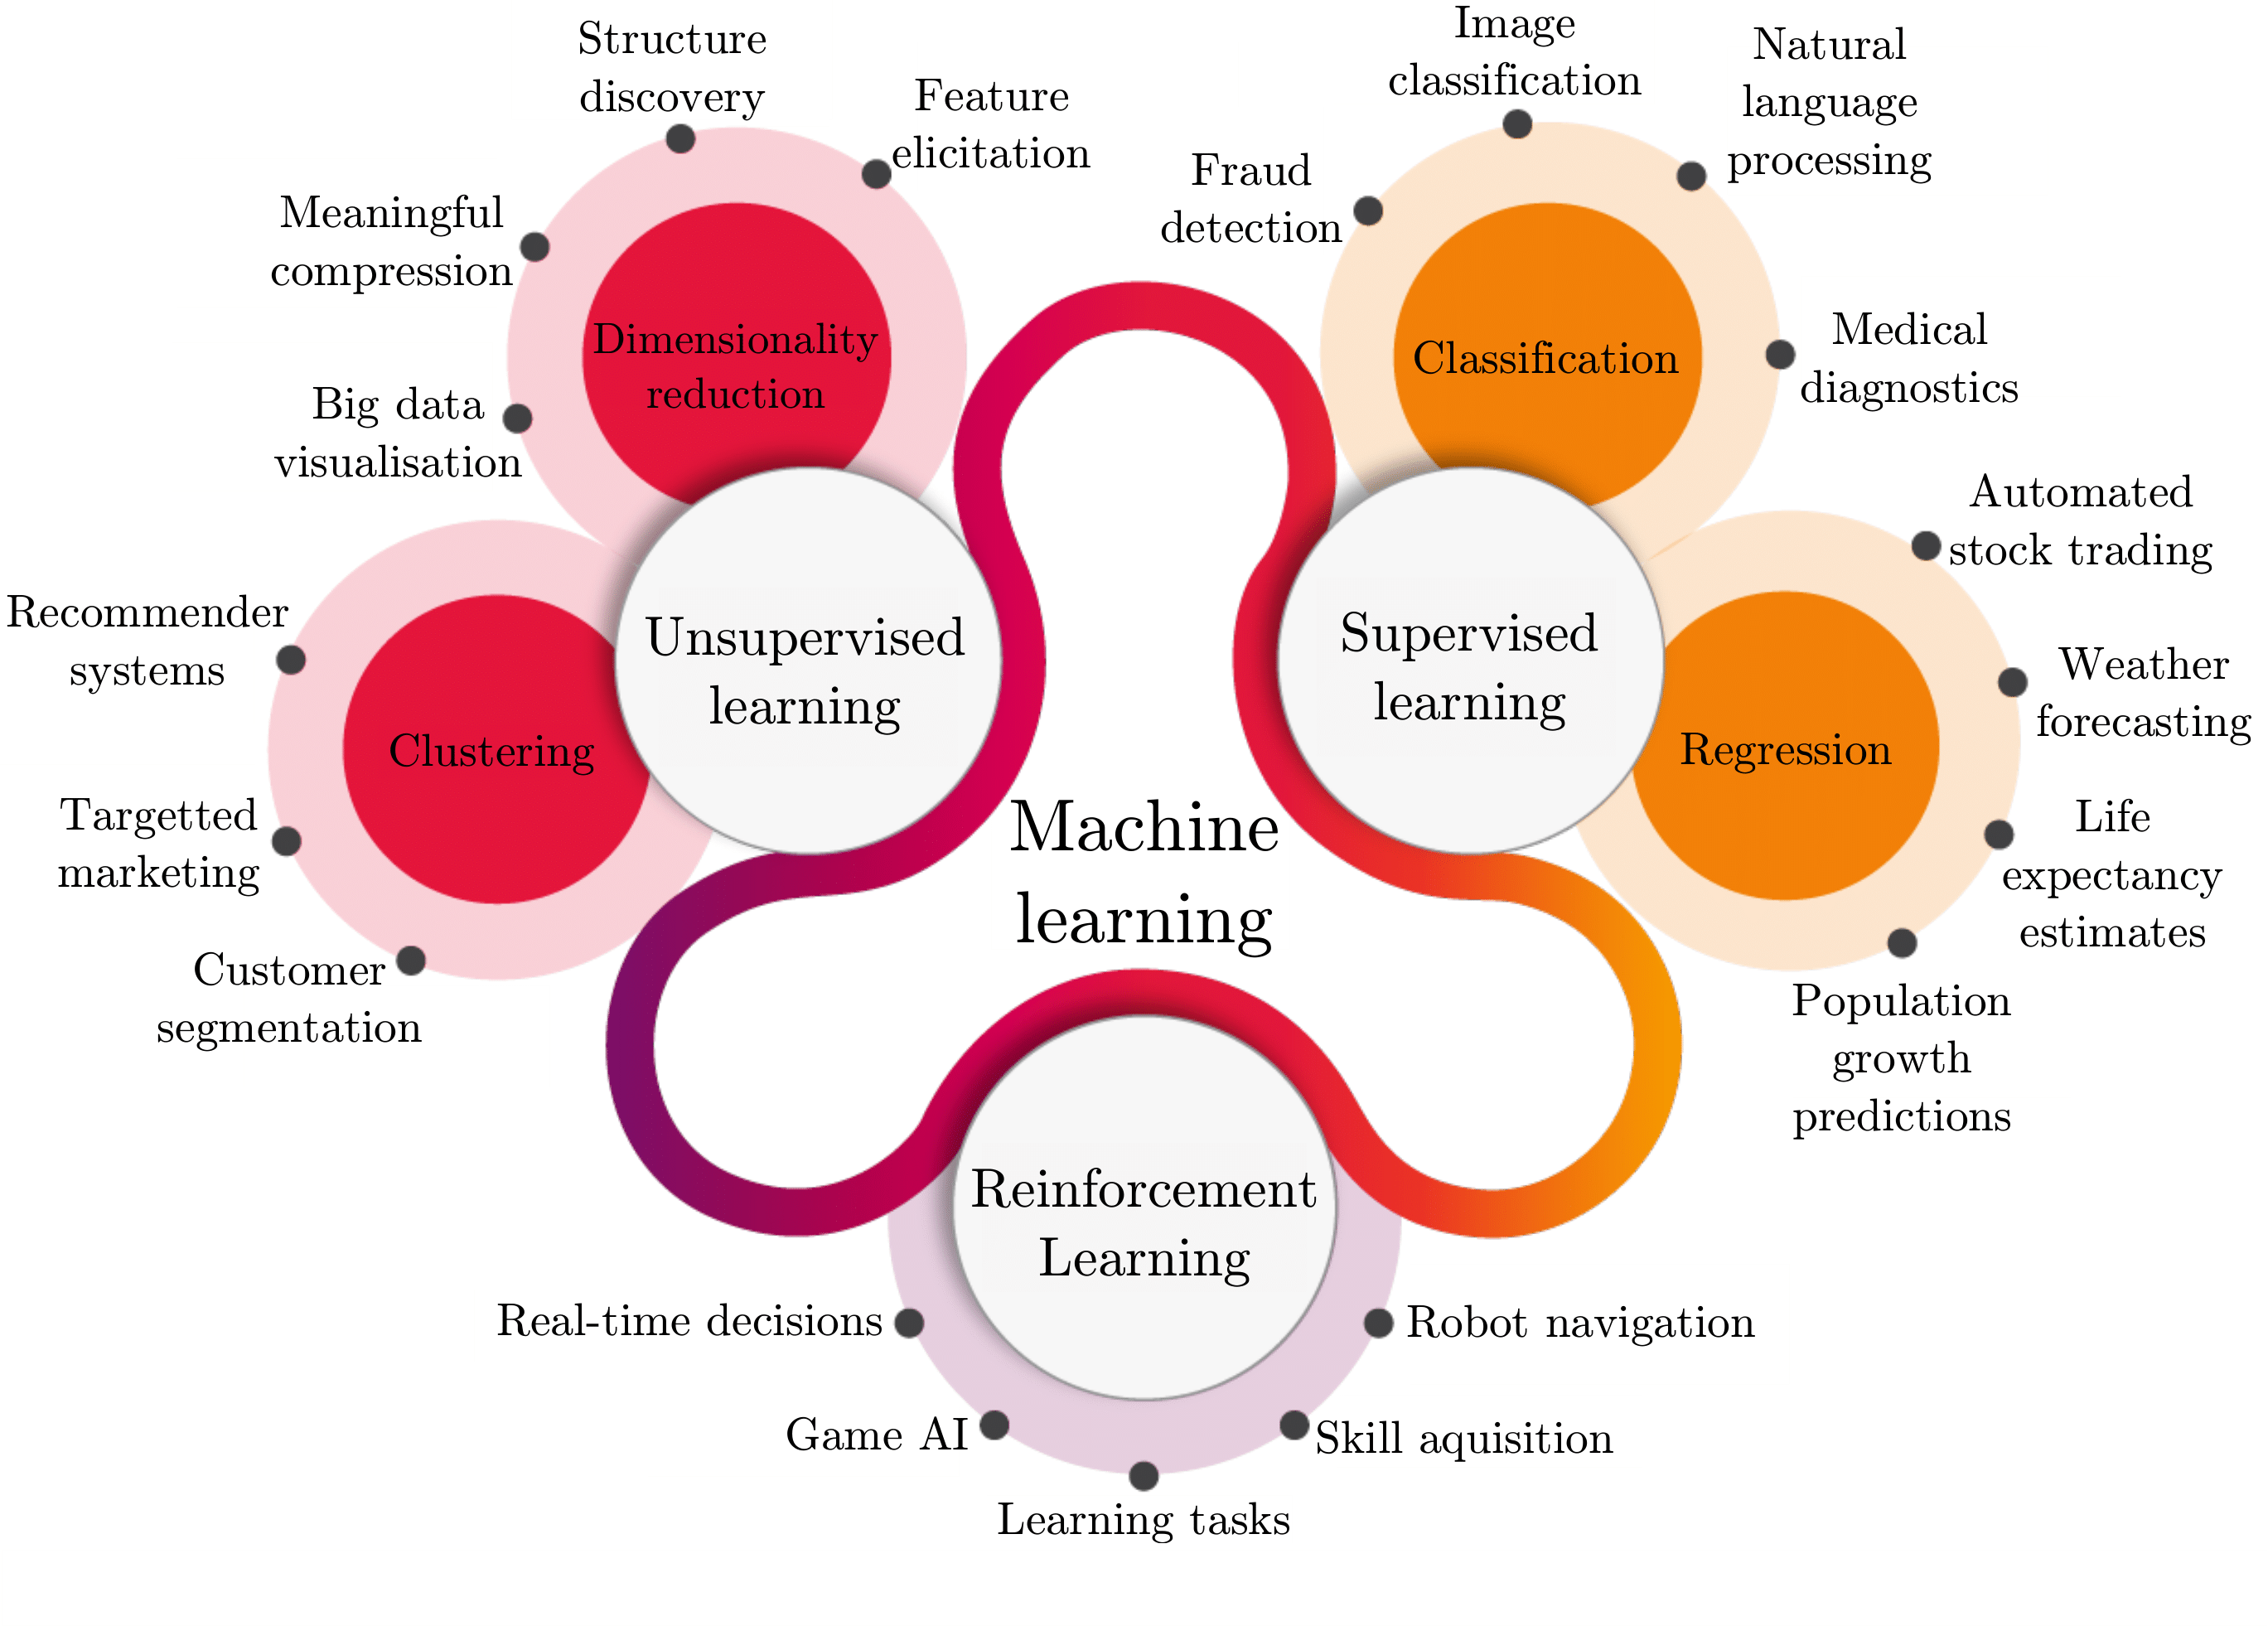 Structure
discovery
Feature
elicitation
Meaningful
compression
Big data
visualisation
Dimensionality
reduction
Image
classification
Natural
language
processing
Fraud
detection
Classification
Medical
diagnostics
Recommender
systems
Clustering
Targetted
marketing
Customer
segmentation
Unsupervised
learning
Supervised
learning
Automated
stock trading
Weather
forecasting
Regression
Life
expectancy
estimates
Population
growth
predictions
Machine
learning
Reinforcement
Learning
Real-time decisions
Game AI
Learning tasks
Skill aquisition
Robot navigation